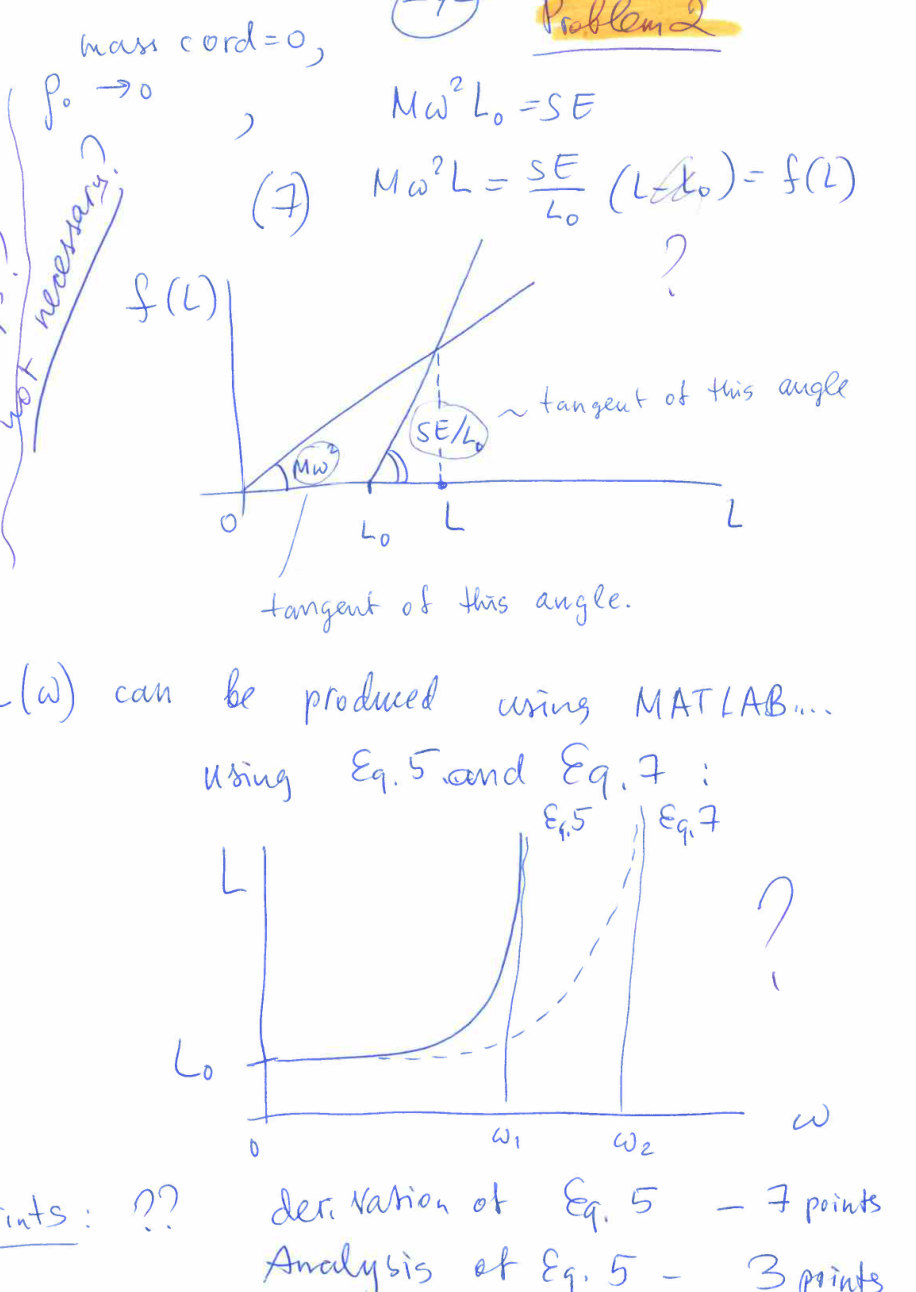 Problem 2
mass cord=0,
ρ₀ → 0 , Mω²L₀ = SE
not necessary?
(7) Mω²L = SE/L₀ (L-L₀) = f(L)
?
f(L)
~ tangent of this angle
SE/L₀
Mω²
0 L₀ L L
tangent of this angle.
L(ω) can be produced using MATLAB....
using Eq. 5 and Eq. 7 :
Eq.5 Eq.7
L
?
L₀
0 ω₁ ω₂ ω
ints: ?? derivation of Eq. 5 – 7 points
Analysis of Eq. 5 – 3 points